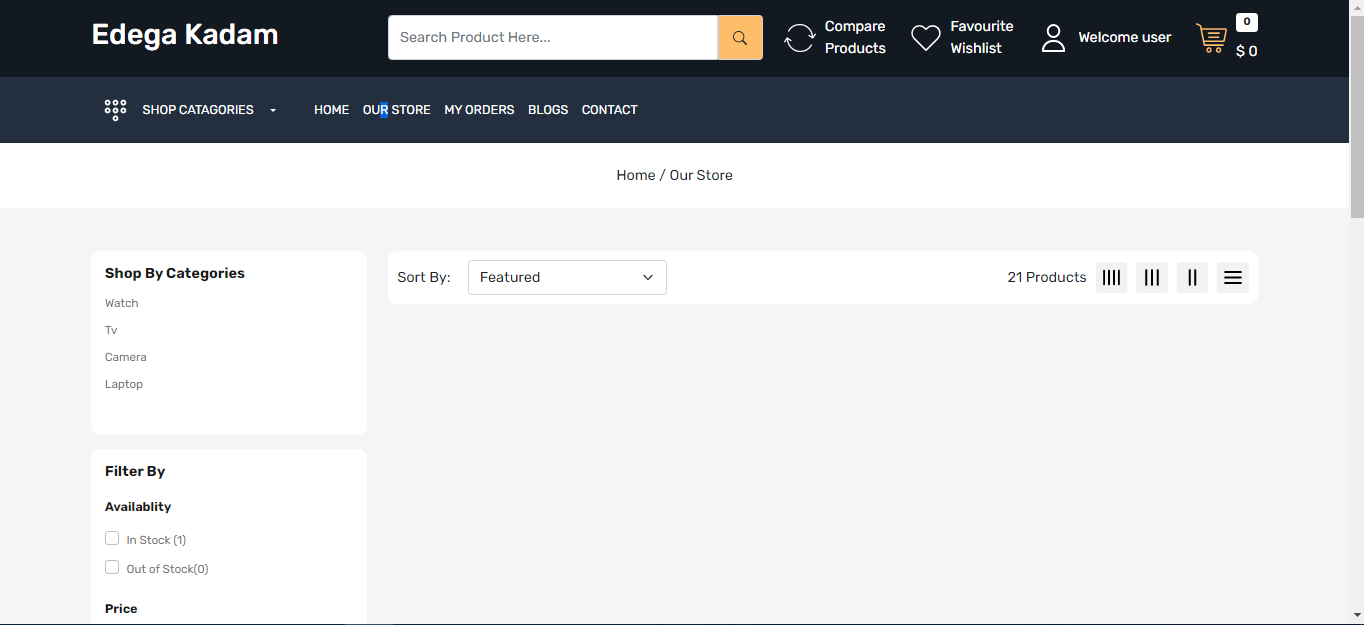 Edega Kadam
Search Product Here...
Compare
Products
Favourite
Wishlist
Welcome user
0
$ 0
SHOP CATAGORIES
HOME OUR STORE MY ORDERS BLOGS CONTACT
Home / Our Store
Shop By Categories
Watch
Tv
Camera
Laptop
Sort By: Featured
21 Products
Filter By
Availablity
In Stock (1)
Out of Stock(0)
Price